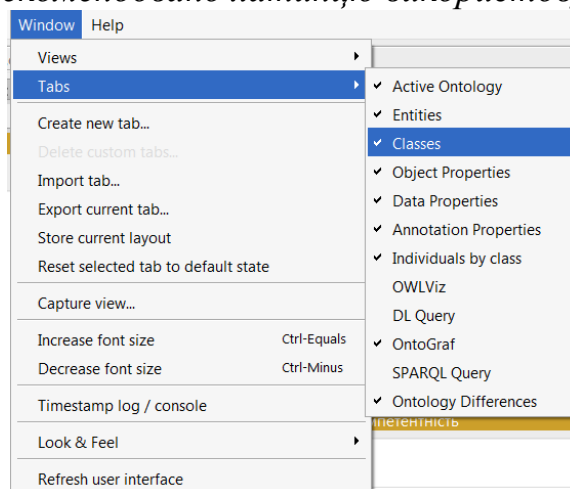 Window Help
Views
Tabs
Create new tab...
Delete custom tabs...
Import tab...
Export current tab...
Store current layout
Reset selected tab to default state
Capture view...
Increase font size Ctrl-Equals
Decrease font size Ctrl-Minus
Timestamp log / console
Look & Feel
Refresh user interface
Active Ontology
Entities
Classes
Object Properties
Data Properties
Annotation Properties
Individuals by class
OWLViz
DL Query
OntoGraf
SPARQL Query
Ontology Differences